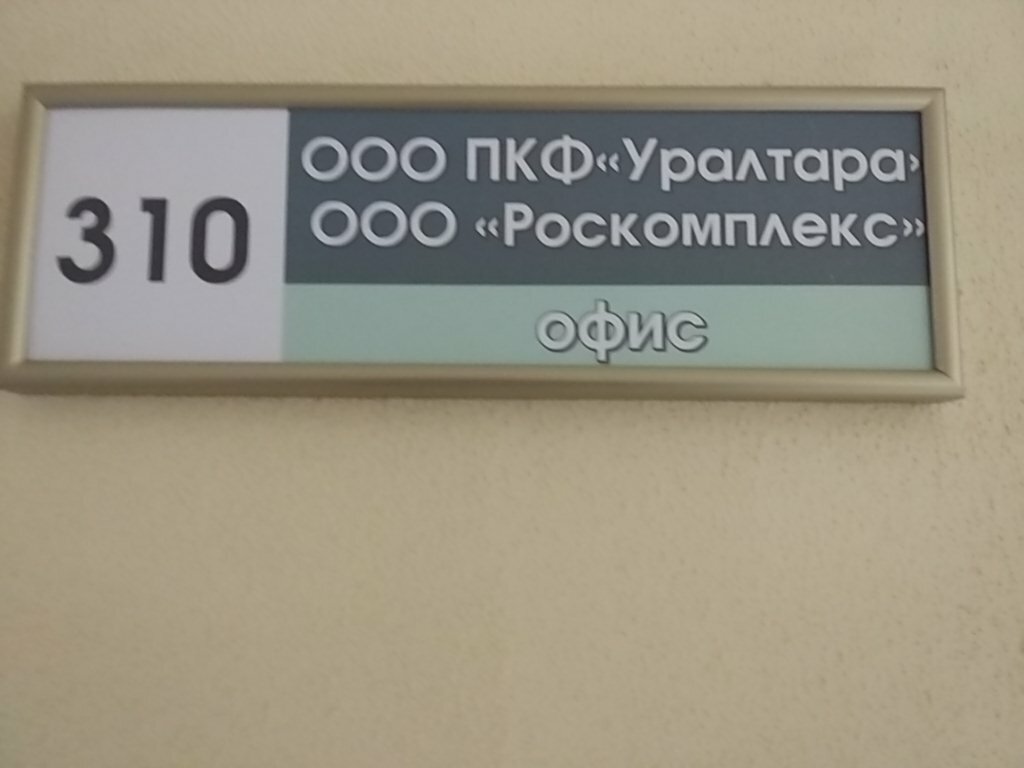 310
ООО ПКФ«Уралтара»
ООО «Роскомплекс»
офис